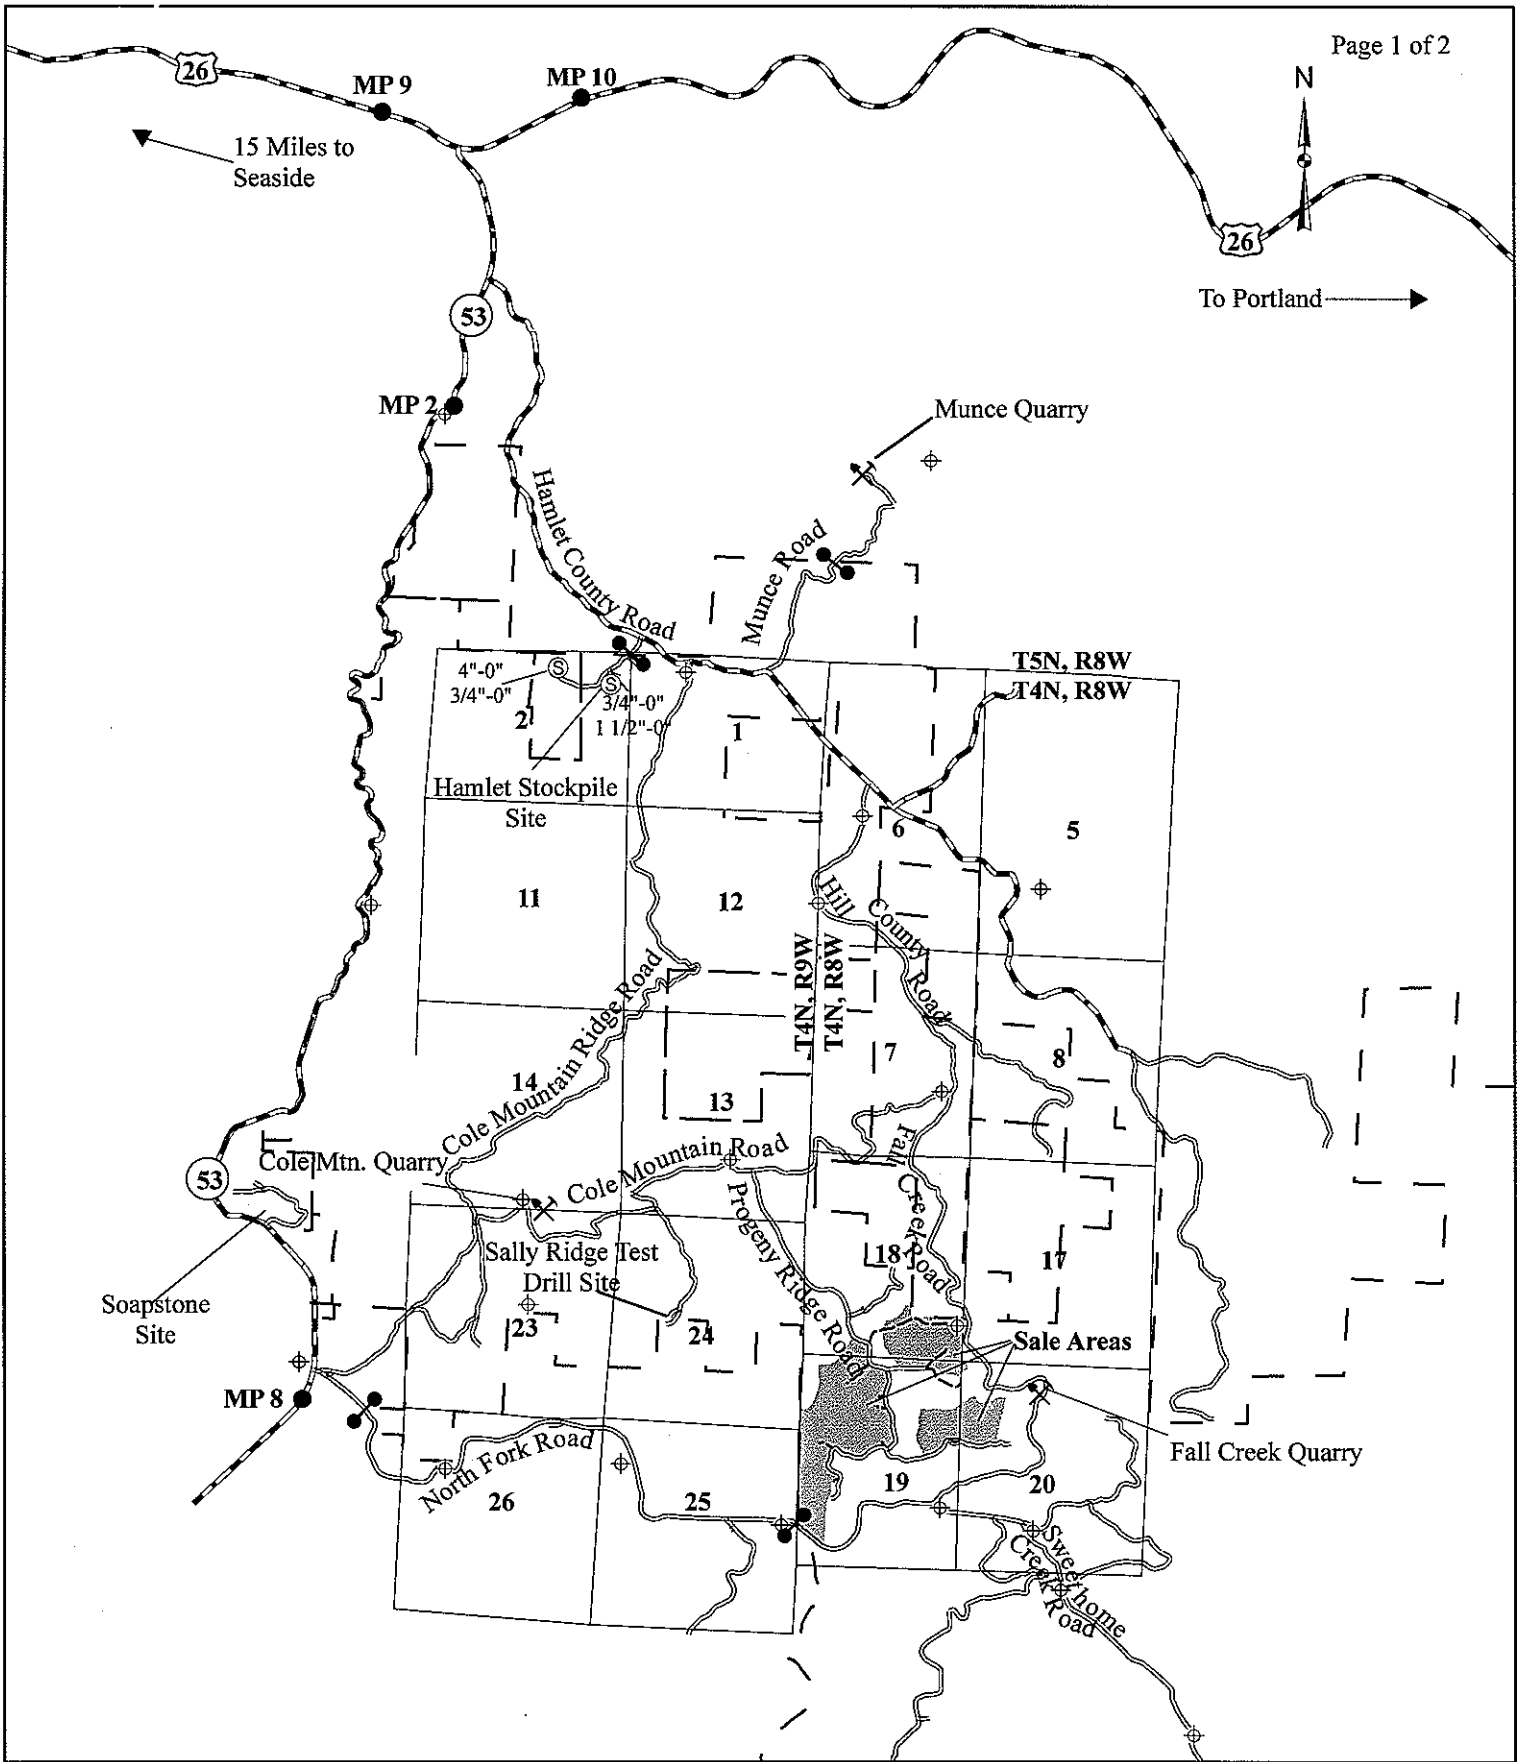 Page 1 of 2
26
MP 9
MP 10
N
15 Miles to
Seaside
26
To Portland
53
MP 2
Munce Quarry
Hamlet County Road
Munce Road
T5N, R8W
T4N, R8W
4"-0"
3/4"-0"
S
S
3/4"-0"
1 1/2"-0"
2
1
Hamlet Stockpile
Site
6
5
11
12
Hill County Road
T4N, R9W
T4N, R8W
Cole Mountain Ridge Road
7
8
14
13
Cole Mtn. Quarry
Cole Mountain Road
Fall Creek Road
53
Progeny Ridge Road
Sally Ridge Test
Drill Site
18
17
Soapstone
Site
23
24
Sale Areas
MP 8
North Fork Road
Fall Creek Quarry
26
25
19
20
Sweethome
Creek Road